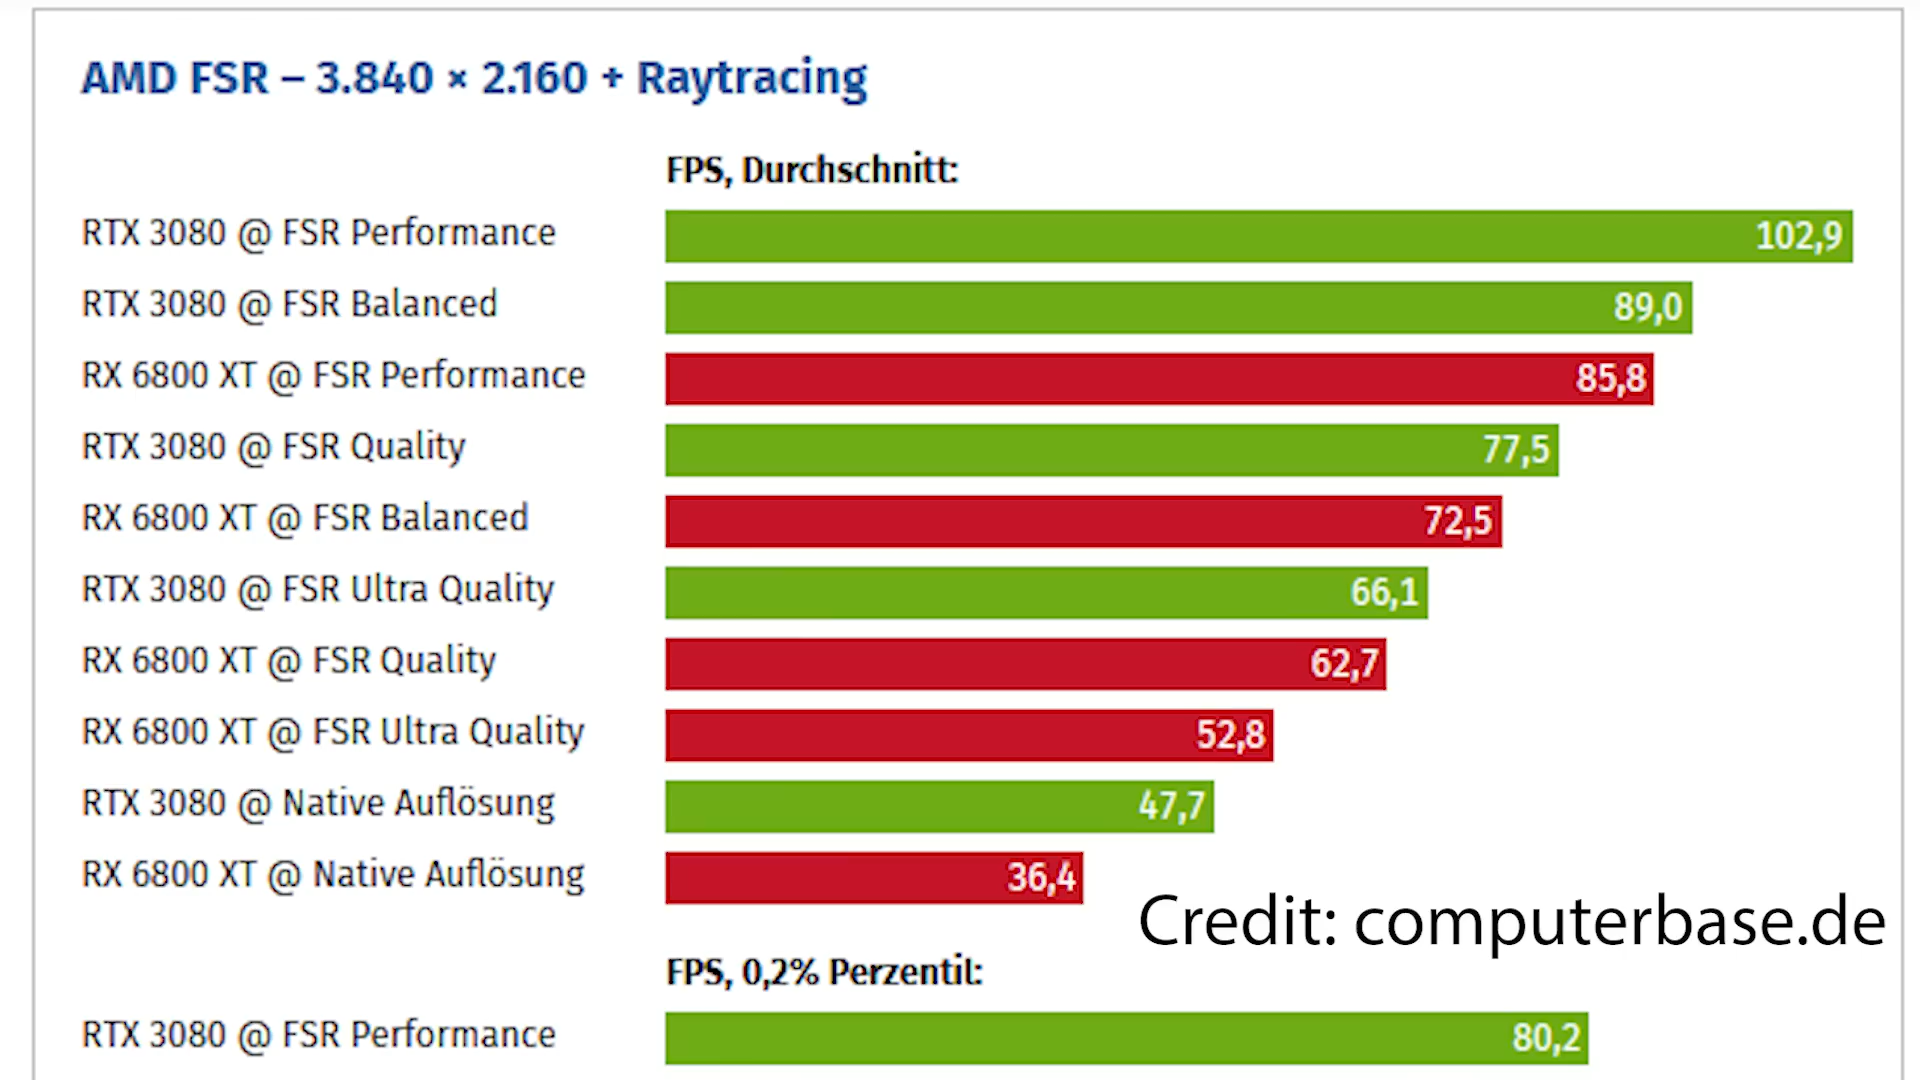 AMD FSR – 3.840 × 2.160 + Raytracing
FPS, Durchschnitt:
RTX 3080 @ FSR Performance 102,9
RTX 3080 @ FSR Balanced 89,0
RX 6800 XT @ FSR Performance 85,8
RTX 3080 @ FSR Quality 77,5
RX 6800 XT @ FSR Balanced 72,5
RTX 3080 @ FSR Ultra Quality 66,1
RX 6800 XT @ FSR Quality 62,7
RX 6800 XT @ FSR Ultra Quality 52,8
RTX 3080 @ Native Auflösung 47,7
RX 6800 XT @ Native Auflösung 36,4
Credit: computerbase.de
FPS, 0,2% Perzentil:
RTX 3080 @ FSR Performance 80,2